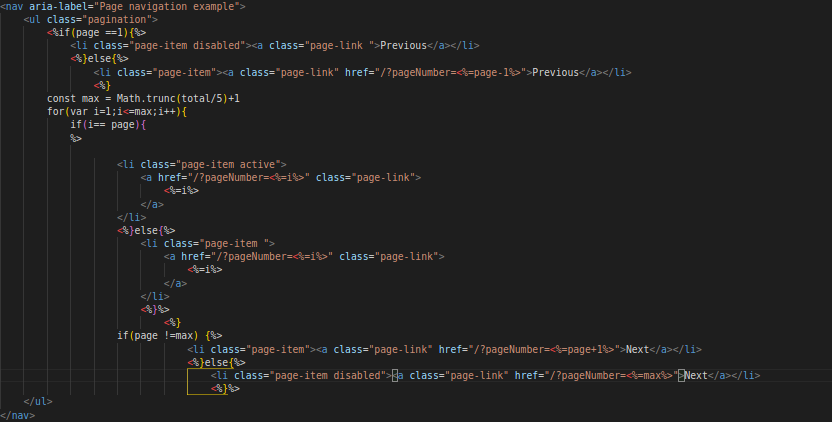 <nav aria-label="Page navigation example">
<ul class="pagination">
<%if(page ==1){%>
<li class="page-item disabled"><a class="page-link ">Previous</a></li>
<%}else{%>
<li class="page-item"><a class="page-link" href="/?pageNumber=<%=page-1%>">Previous</a></li>
<%}
const max = Math.trunc(total/5)+1
for(var i=1;i<=max;i++){
if(i== page){
%>
<li class="page-item active">
<a href="/?pageNumber=<%=i%>" class="page-link">
<%=i%>
</a>
</li>
<%}else{%>
<li class="page-item ">
<a href="/?pageNumber=<%=i%>" class="page-link">
<%=i%>
</a>
</li>
<%}%>
<%}
if(page !=max) {%>
<li class="page-item"><a class="page-link" href="/?pageNumber=<%=page+1%>">Next</a></li>
<%}else{%>
<li class="page-item disabled"><a class="page-link" href="/?pageNumber=<%=max%>">Next</a></li>
<%}%>
</ul>
</nav>